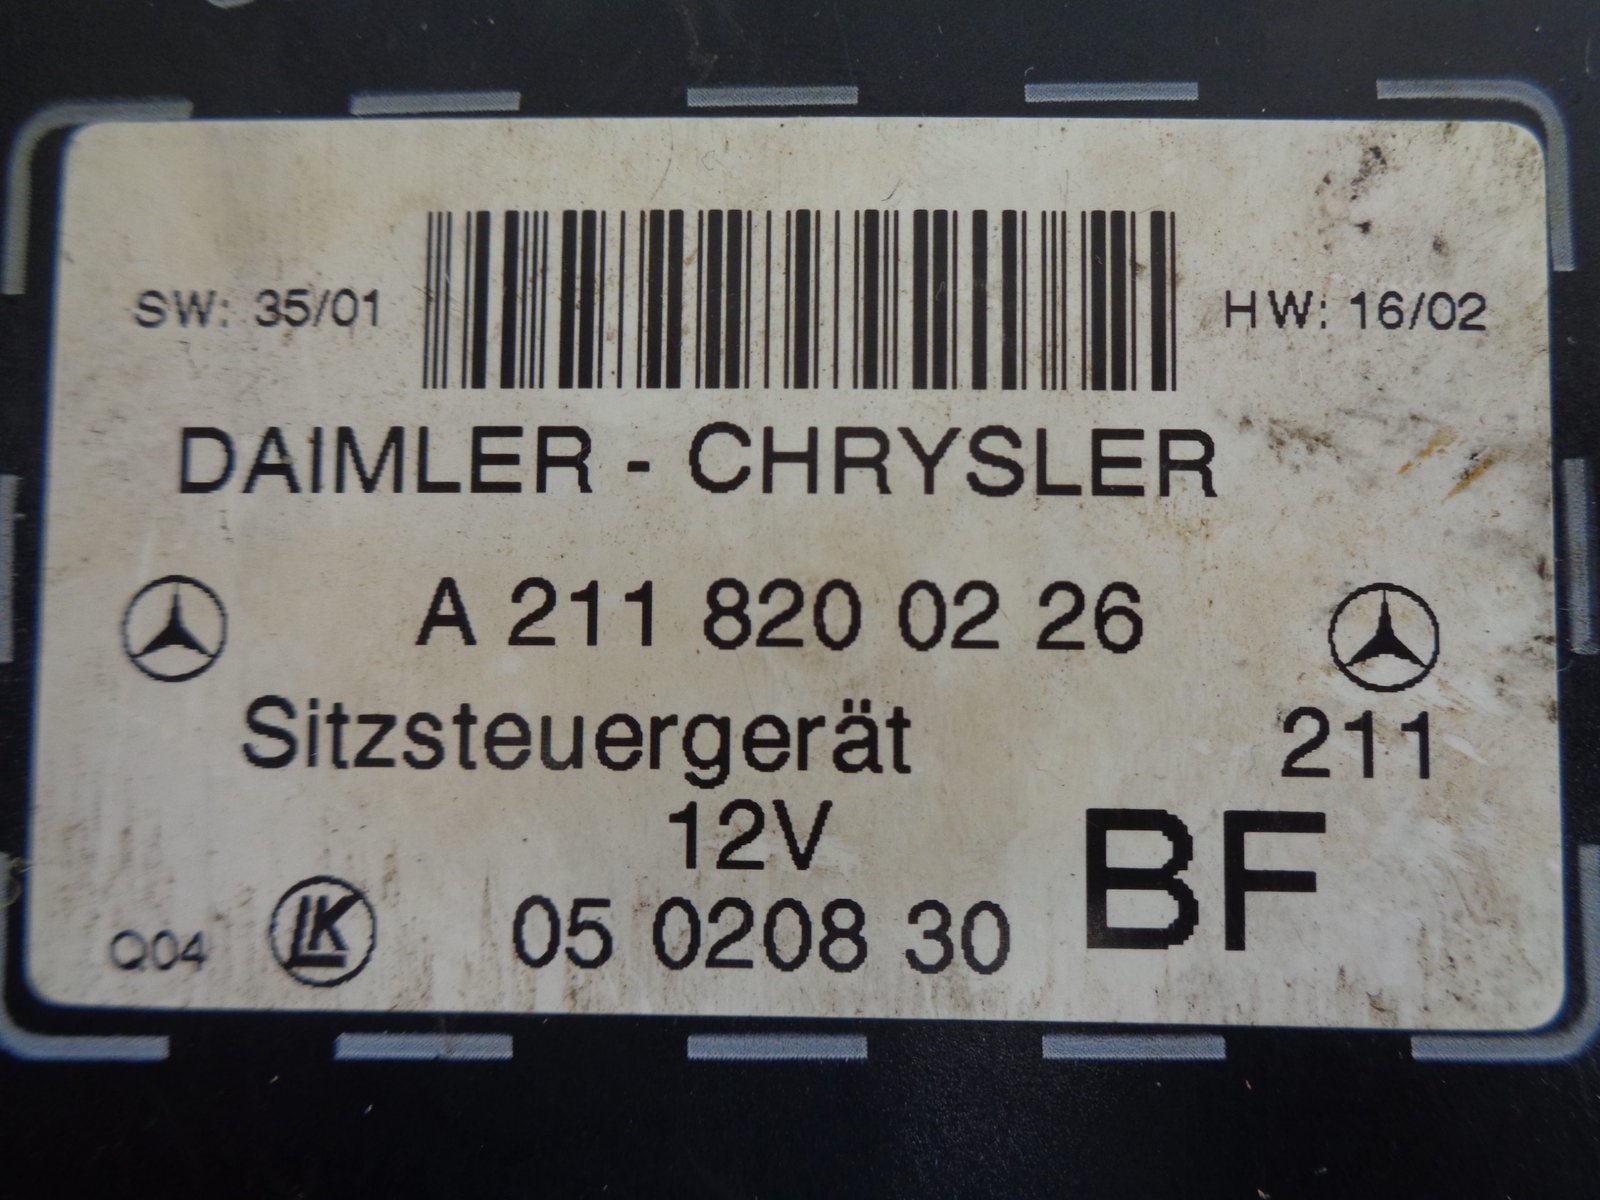 SW: 35/01
HW: 16/02
DAIMLER - CHRYSLER
A 211 820 02 26
Sitzsteuergerät
211
12V
BF
Q04
LK
05 0208 30